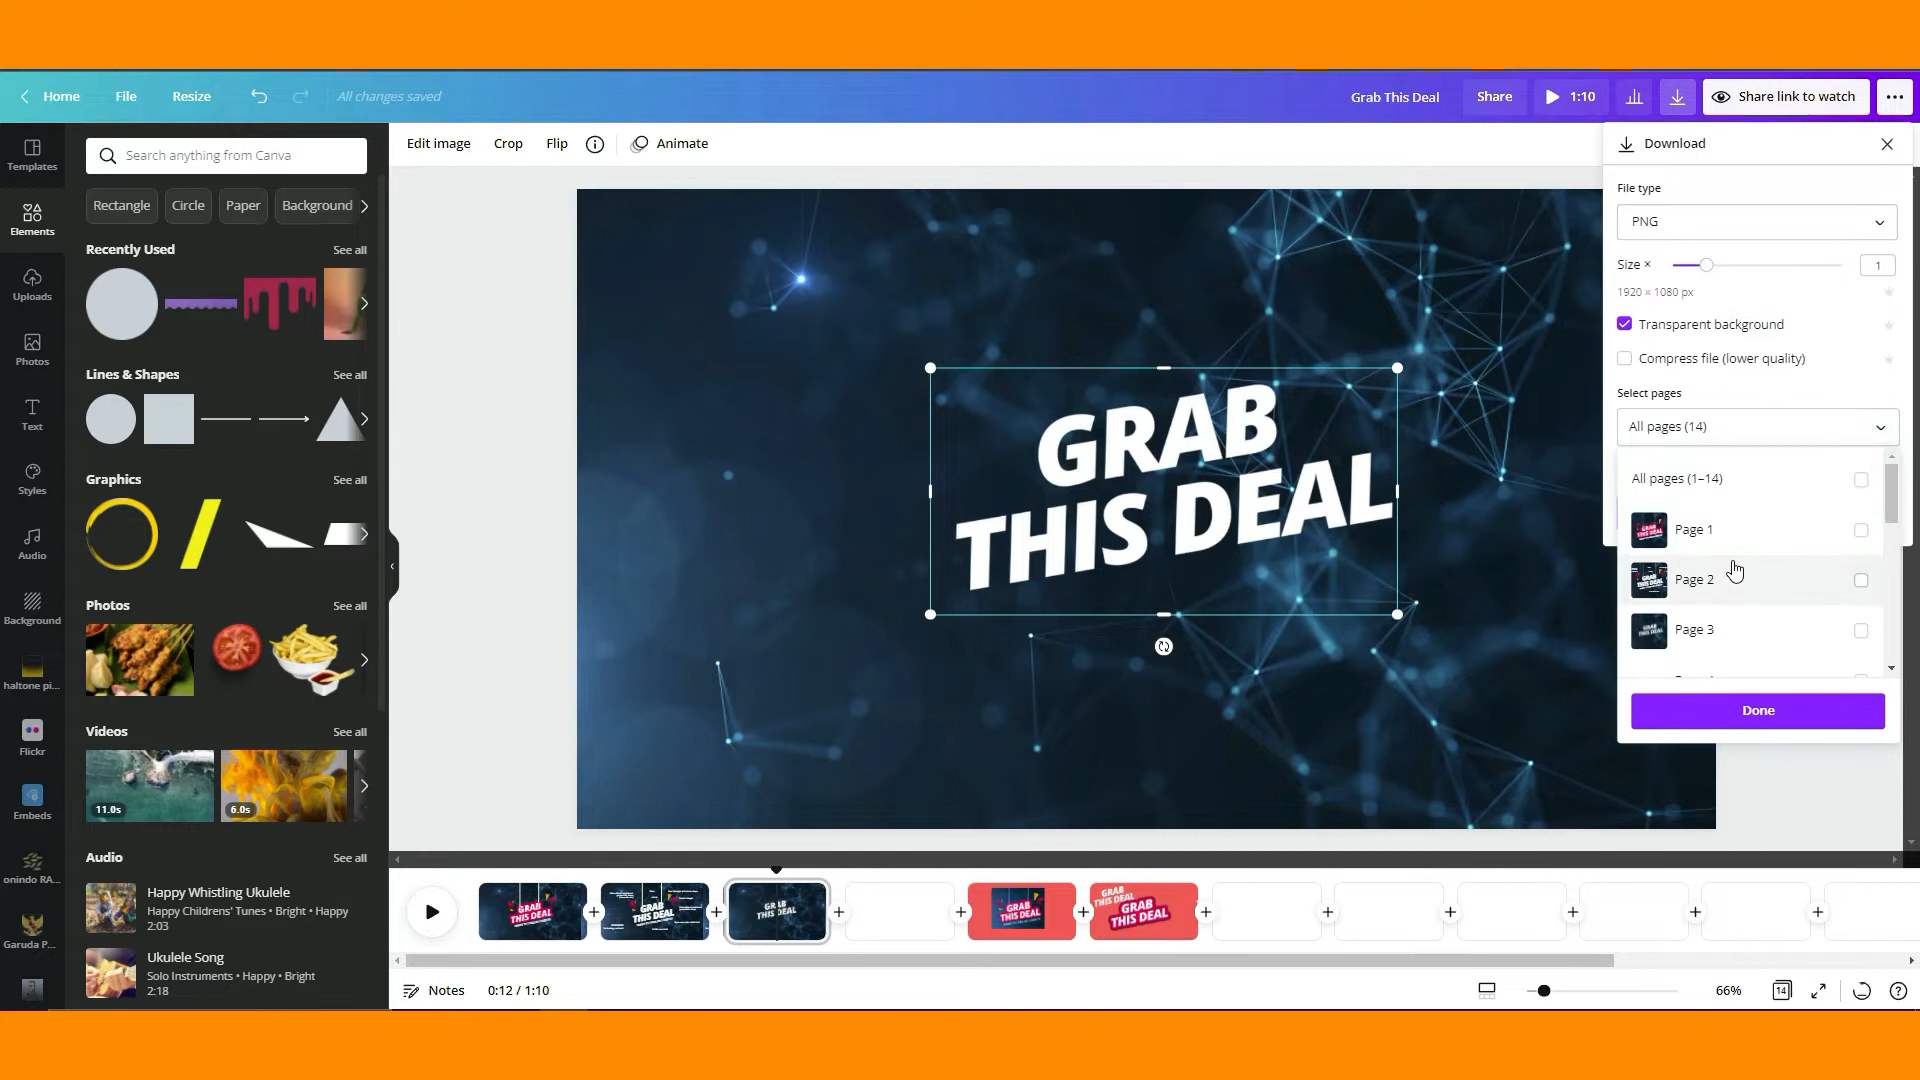 Home
File
Resize
All changes saved
Grab This Deal
Share
1:10
Share link to watch
Templates
Elements
Uploads
Photos
Text
Styles
Audio
Background
haltone pi...
Flickr
Embeds
onindo RA...
Garuda P...
Search anything from Canva
Rectangle
Circle
Paper
Background
Recently Used
See all
Lines & Shapes
See all
Graphics
See all
Photos
See all
Videos
See all
11.0s
6.0s
Audio
See all
Happy Whistling Ukulele
Happy Childrens' Tunes • Bright • Happy
2:03
Ukulele Song
Solo Instruments • Happy • Bright
2:18
Edit image
Crop
Flip
Animate
GRAB
THIS DEAL
Download
File type
PNG
Size ×
1
1920 × 1080 px
Transparent background
Compress file (lower quality)
Select pages
All pages (14)
All pages (1–14)
Page 1
Page 2
Page 3
Done
GRAB
THIS DEAL
GRAB
THIS DEAL
GRAB
THIS DEAL
GRAB
THIS DEAL
GRAB
THIS DEAL
GRAB
THIS DEAL
Notes
0:12 / 1:10
66%
14